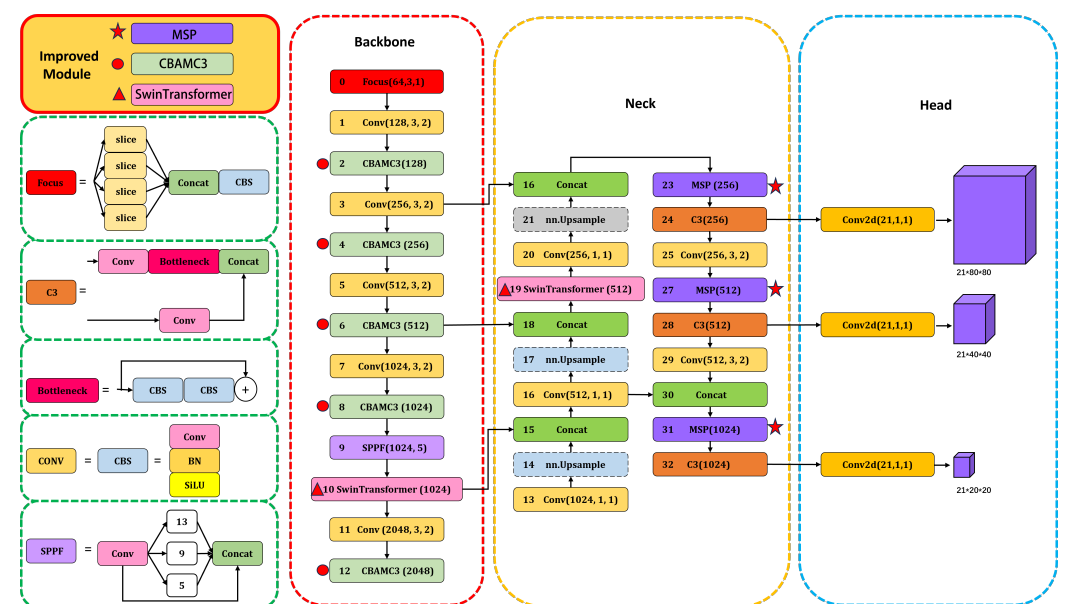 Improved
Module
MSP
CBAMC3
SwinTransformer
Focus
=
slice
slice
slice
slice
Concat
CBS
C3
=
Conv
Bottleneck
Concat
Conv
Bottleneck
=
CBS
CBS
+
CONV
=
CBS
=
Conv
BN
SiLU
SPPF
=
Conv
13
9
5
Concat
Backbone
0 Focus(64,3,1)
1 Conv(128, 3, 2)
2 CBAMC3(128)
3 Conv(256, 3, 2)
4 CBAMC3 (256)
5 Conv(512, 3, 2)
6 CBAMC3 (512)
7 Conv(1024, 3, 2)
8 CBAMC3 (1024)
9 SPPF(1024, 5)
10 SwinTransformer (1024)
11 Conv (2048, 3, 2)
12 CBAMC3 (2048)
Neck
16 Concat
21 nn.Upsample
20 Conv(256, 1, 1)
19 SwinTransformer (512)
18 Concat
17 nn.Upsample
16 Conv(512, 1, 1)
15 Concat
14 nn.Upsample
13 Conv(1024, 1, 1)
23 MSP (256)
24 C3(256)
25 Conv(256, 3, 2)
27 MSP(512)
28 C3(512)
29 Conv(512, 3, 2)
30 Concat
31 MSP(1024)
32 C3(1024)
Head
Conv2d(21,1,1)
21*80*80
Conv2d(21,1,1)
21*40*40
Conv2d(21,1,1)
21*20*20